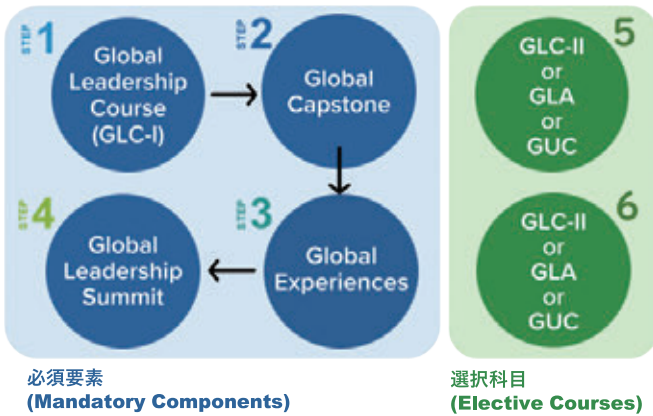 STEP 1
Global
Leadership
Course
(GLC-I)
STEP 2
Global
Capstone
STEP 4
Global
Leadership
Summit
STEP 3
Global
Experiences
必須要素
(Mandatory Components)
5
GLC-II
or
GLA
or
GUC
6
GLC-II
or
GLA
or
GUC
選択科目
(Elective Courses)